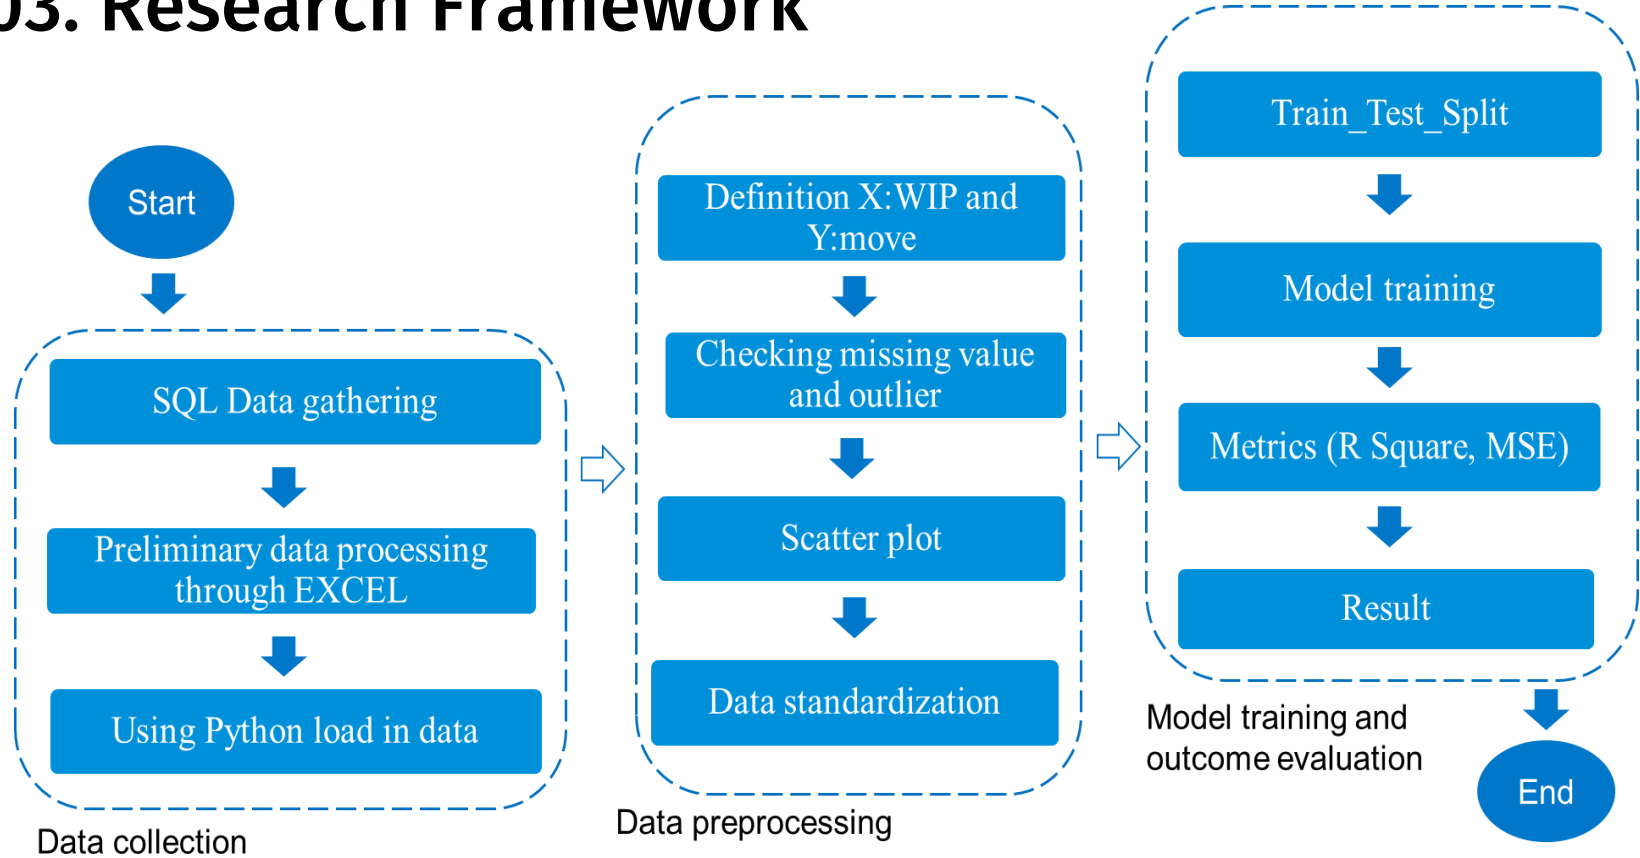 03. Research Framework
Start
SQL Data gathering
Preliminary data processing
through EXCEL
Using Python load in data
Data collection
Definition X:WIP and
Y:move
Checking missing value
and outlier
Scatter plot
Data standardization
Data preprocessing
Train_Test_Split
Model training
Metrics (R Square, MSE)
Result
Model training and
outcome evaluation
End